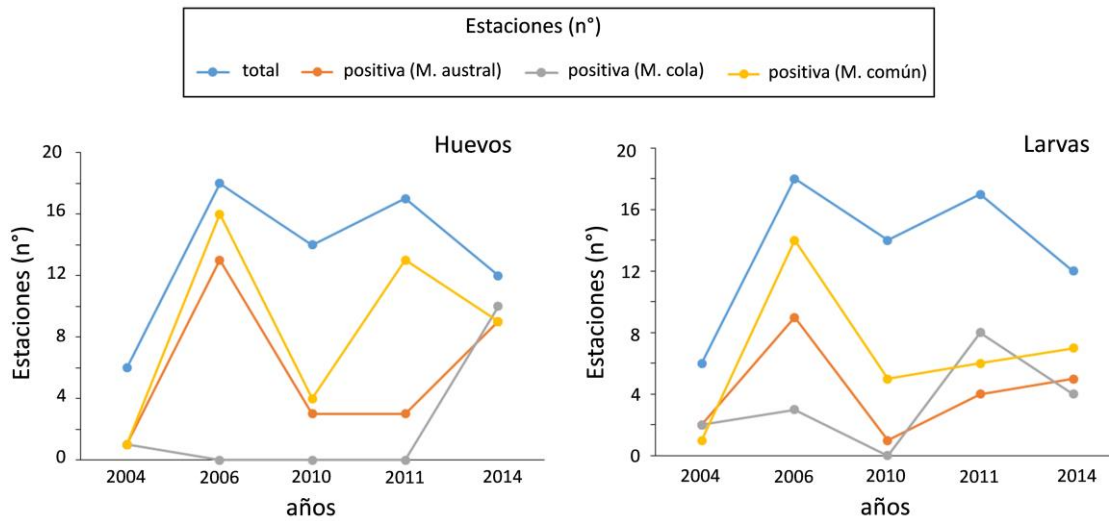 Estaciones (n°)
total positiva (M. austral) positiva (M. cola) positiva (M. común)
Huevos
20
16
12
8
4
0
Estaciones (n°)
2004 2006 2010 2011 2014
años
Larvas
20
16
12
8
4
0
Estaciones (n°)
2004 2006 2010 2011 2014
años